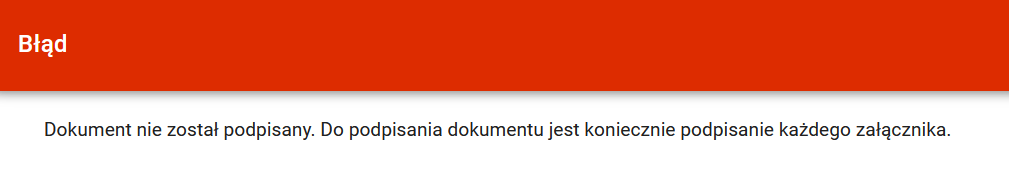 Błąd
Dokument nie został podpisany. Do podpisania dokumentu jest koniecznie podpisanie każdego załącznika.